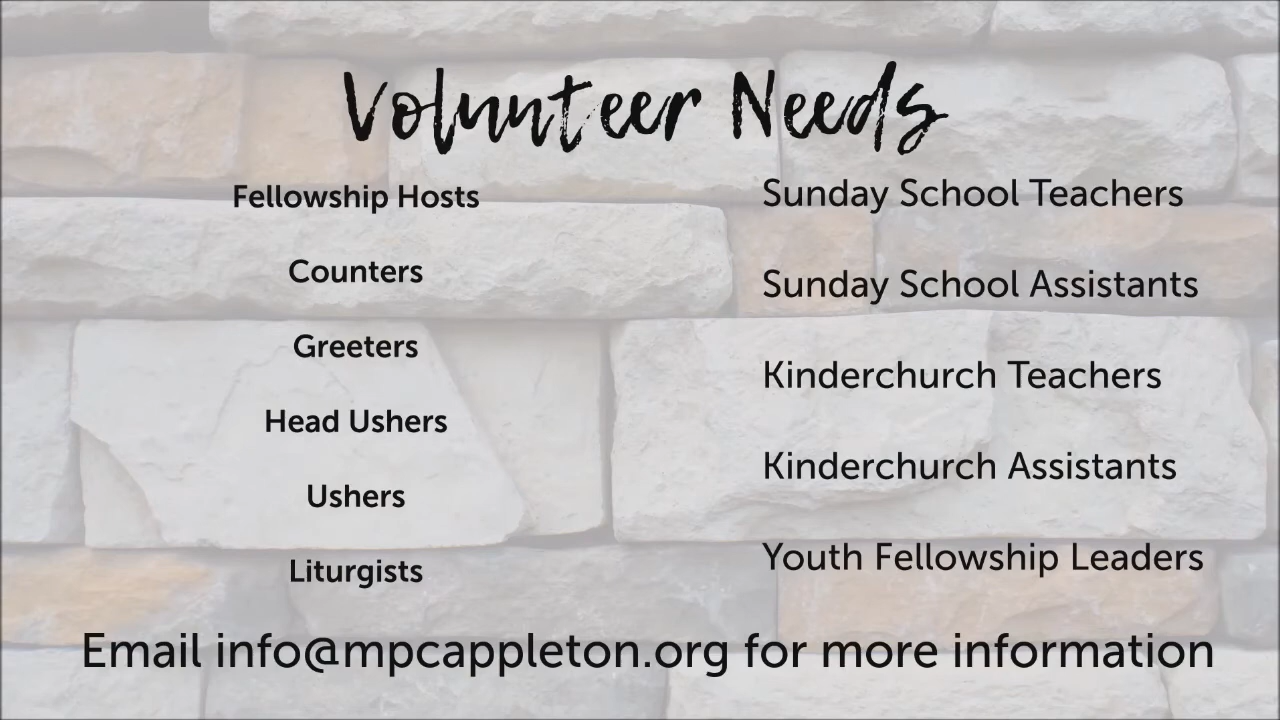 Volunteer Needs
Fellowship Hosts
Counters
Greeters
Head Ushers
Ushers
Liturgists
Sunday School Teachers
Sunday School Assistants
Kinderchurch Teachers
Kinderchurch Assistants
Youth Fellowship Leaders
Email info@mpcappleton.org for more information